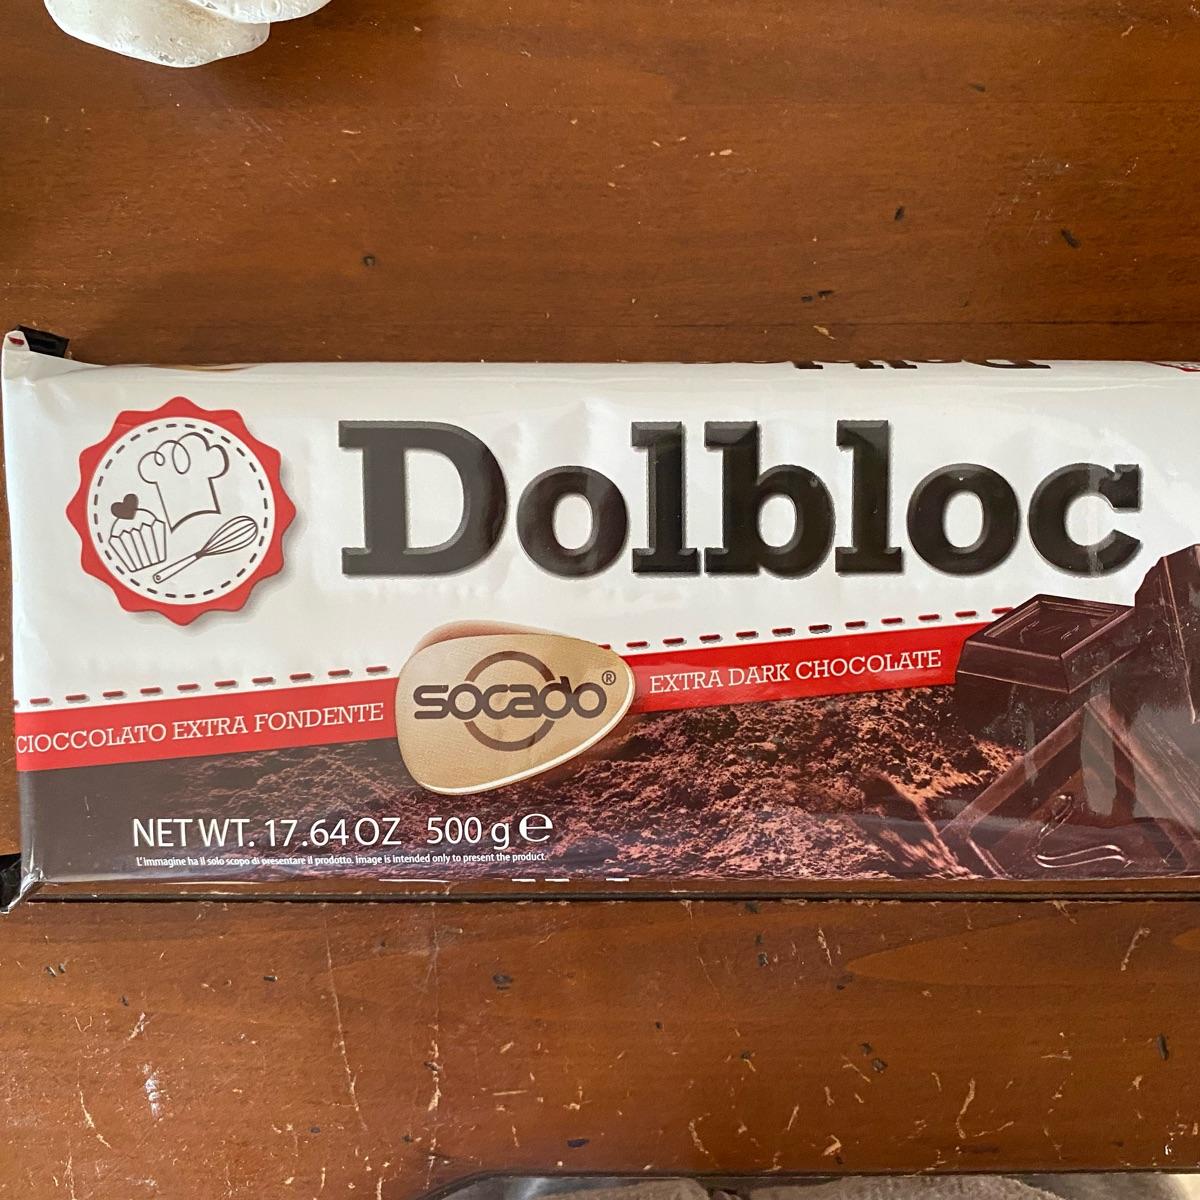 Dolbloc
CIOCCOLATO EXTRA FONDENTE
socado®
EXTRA DARK CHOCOLATE
NET WT. 17.64 OZ 500 g ℮
L'immagine ha il solo scopo di presentare il prodotto. Image is intended only to present the product.